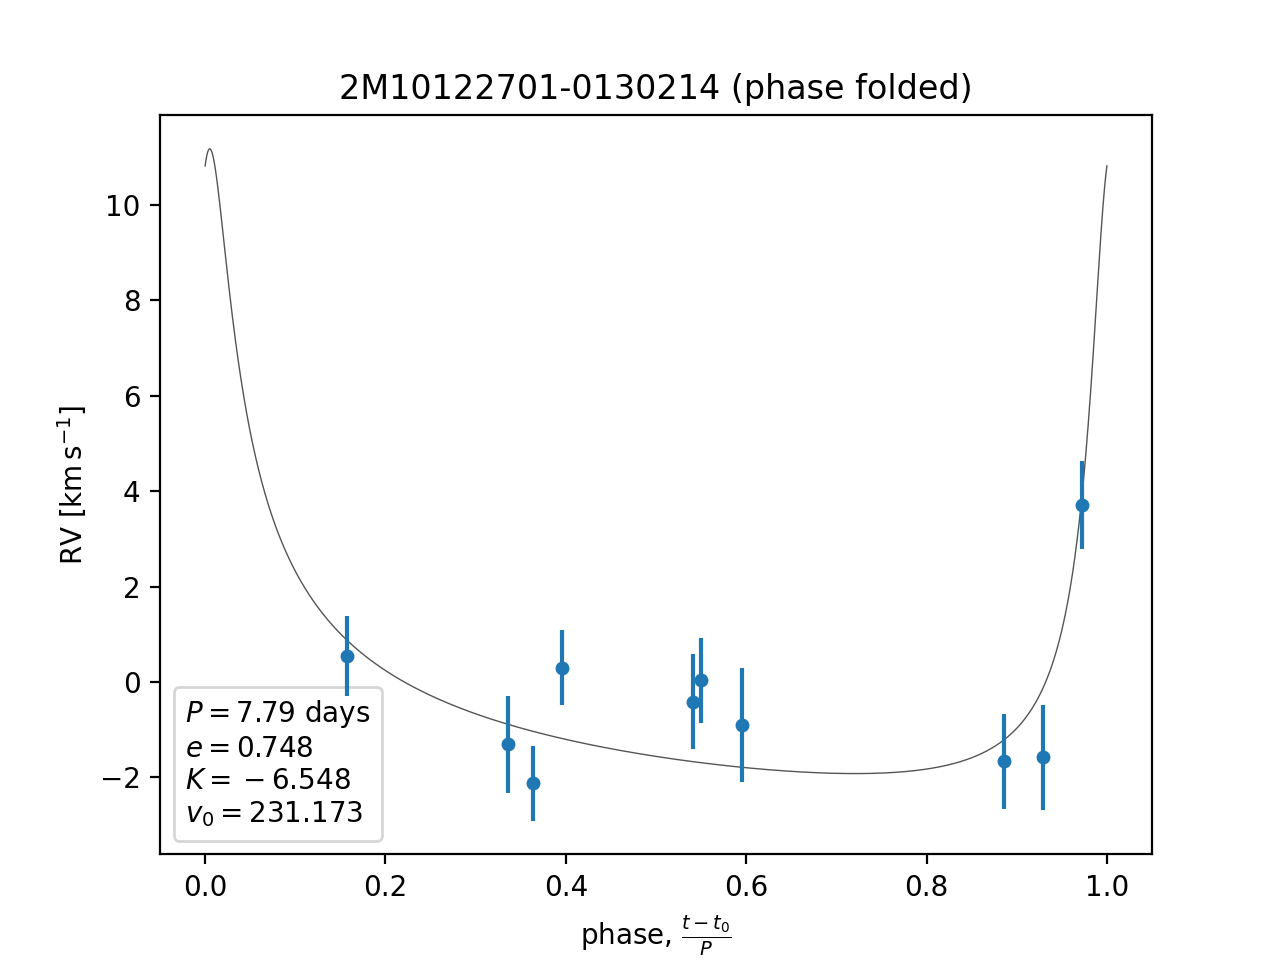 2M10122701-0130214 (phase folded)
RV [km s⁻¹]
10
8
6
4
2
0
−2
P = 7.79 days
e = 0.748
K = −6.548
v₀ = 231.173
0.0 0.2 0.4 0.6 0.8 1.0
phase, (t − t₀)/P